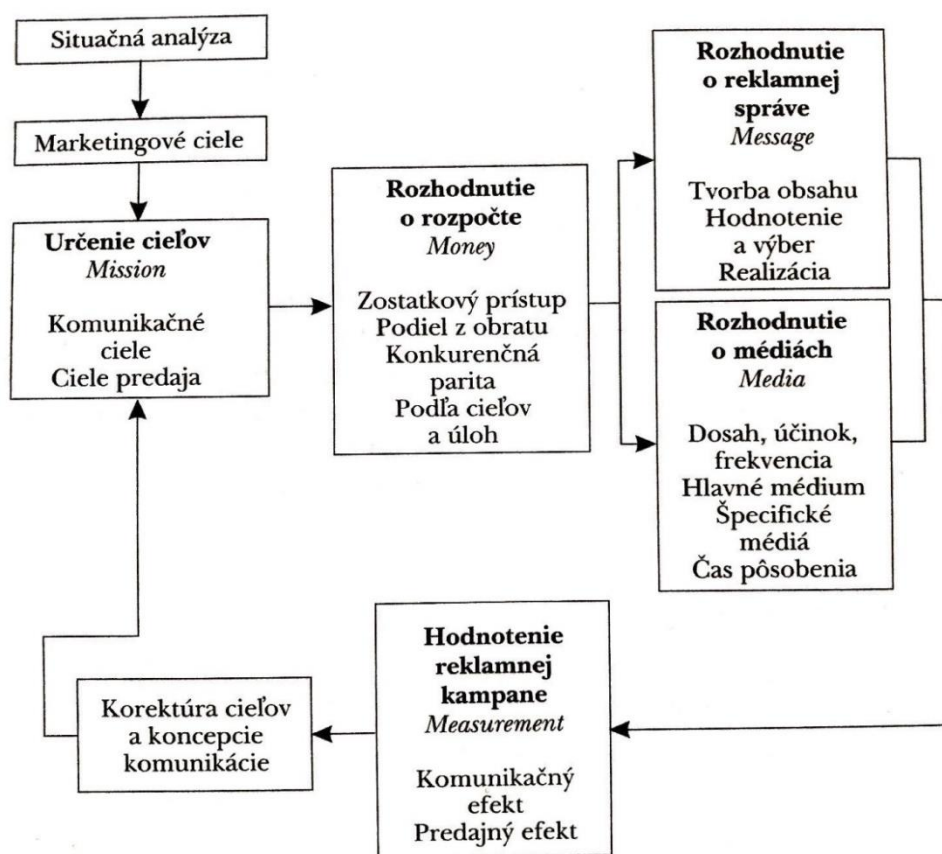 Situačná analýza
Marketingové ciele
Určenie cieľov
Mission
Komunikačné
ciele
Ciele predaja
Rozhodnutie
o rozpočte
Money
Zostatkový prístup
Podiel z obratu
Konkurenčná
parita
Podľa cieľov
a úloh
Rozhodnutie
o reklamnej
správe
Message
Tvorba obsahu
Hodnotenie
a výber
Realizácia
Rozhodnutie
o médiách
Media
Dosah, účinok,
frekvencia
Hlavné médium
Špecifické
médiá
Čas pôsobenia
Hodnotenie
reklamnej
kampane
Measurement
Komunikačný
efekt
Predajný efekt
Korektúra cieľov
a koncepcie
komunikácie